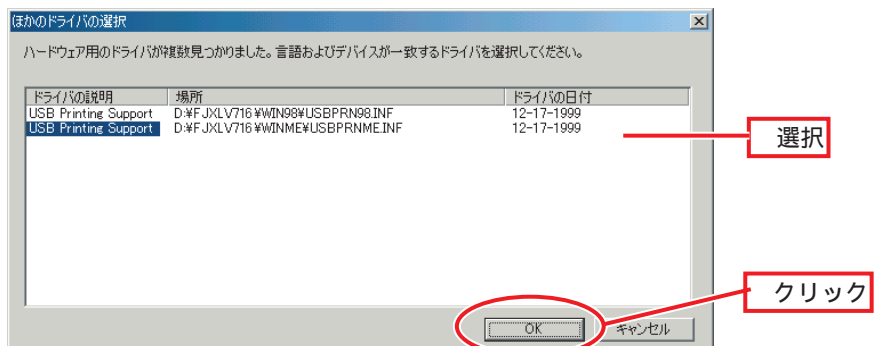 ほかのドライバの選択
ハードウェア用のドライバが複数見つかりました。言語およびデバイスが一致するドライバを選択してください。
ドライバの説明 場所 ドライバの日付
USB Printing Support D:¥FJXLV716¥WIN98¥USBPRN98.INF 12-17-1999
USB Printing Support D:¥FJXLV716¥WINME¥USBPRNME.INF 12-17-1999
選択
クリック
OK キャンセル